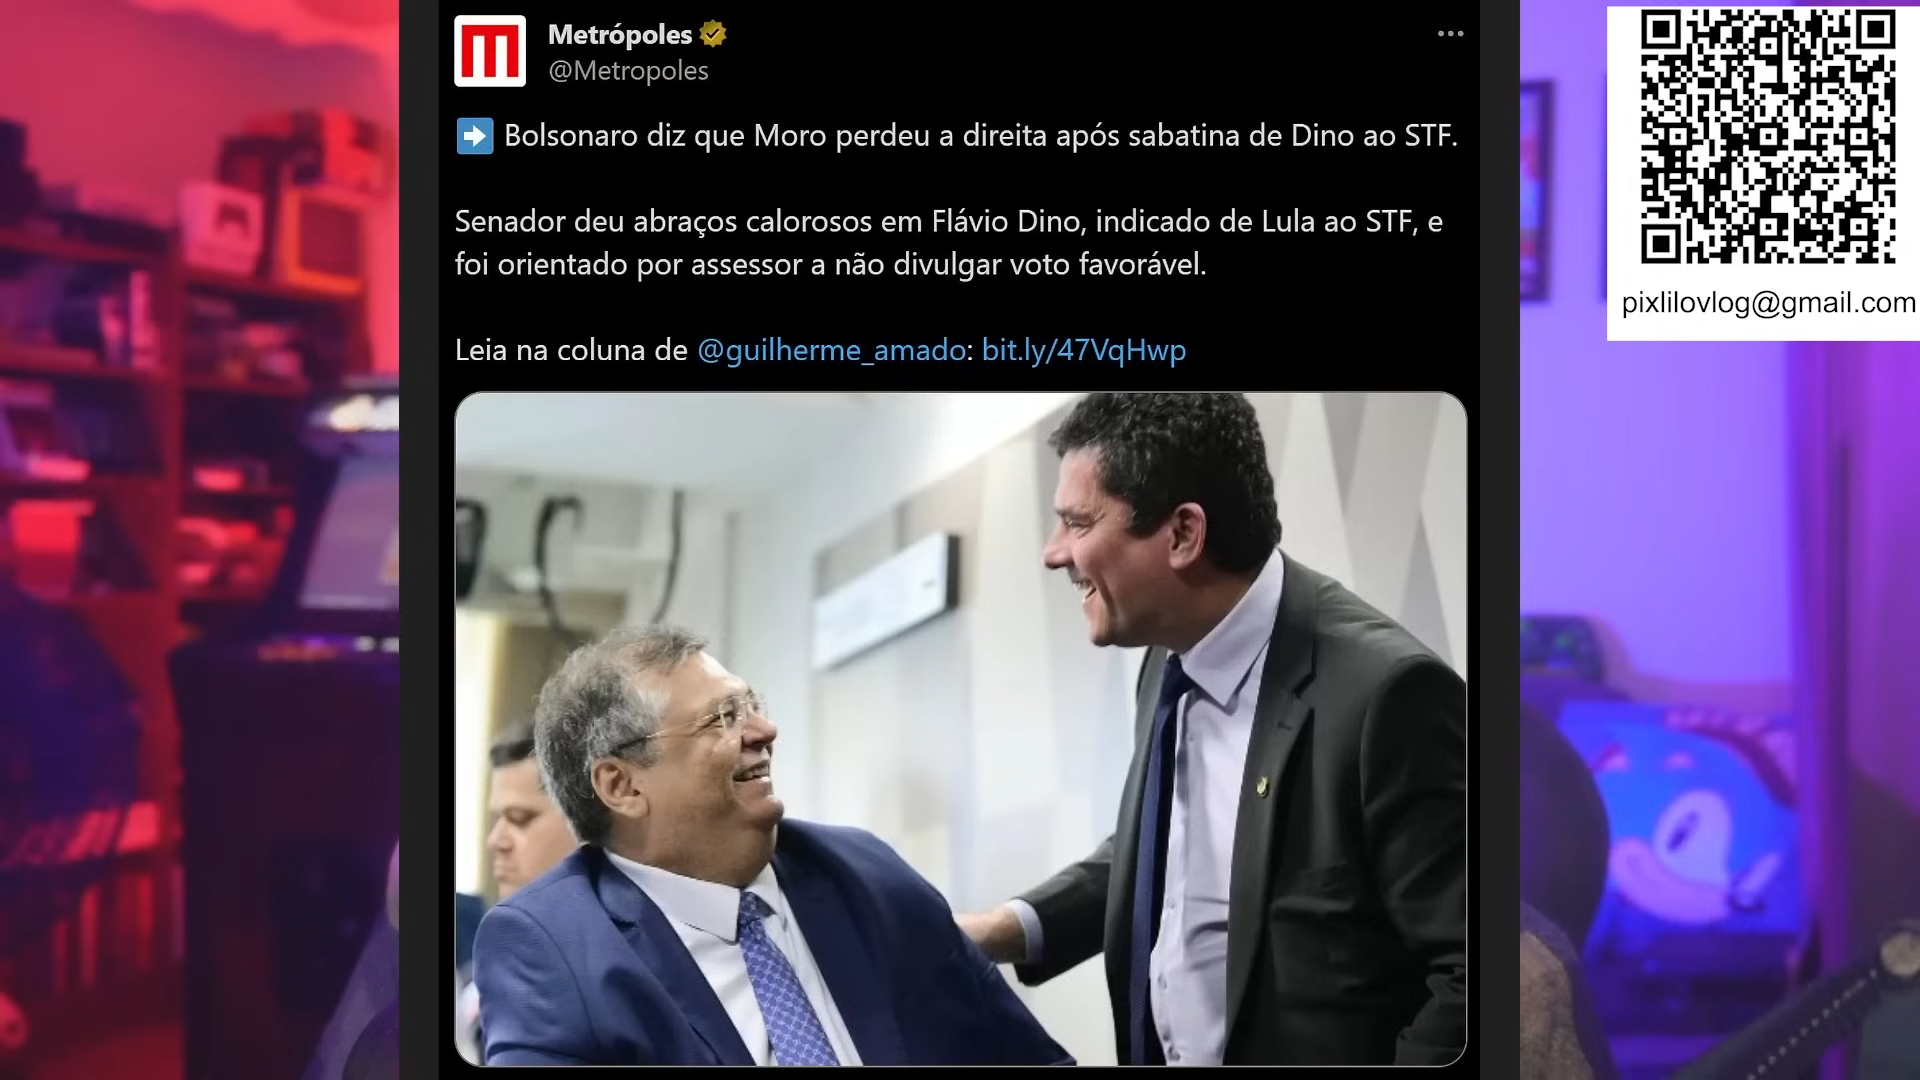 Metrópoles
@Metropoles
➡️ Bolsonaro diz que Moro perdeu a direita após sabatina de Dino ao STF.
Senador deu abraços calorosos em Flávio Dino, indicado de Lula ao STF, e
foi orientado por assessor a não divulgar voto favorável.
Leia na coluna de @guilherme_amado: bit.ly/47VqHwp
pixlilovlog@gmail.com